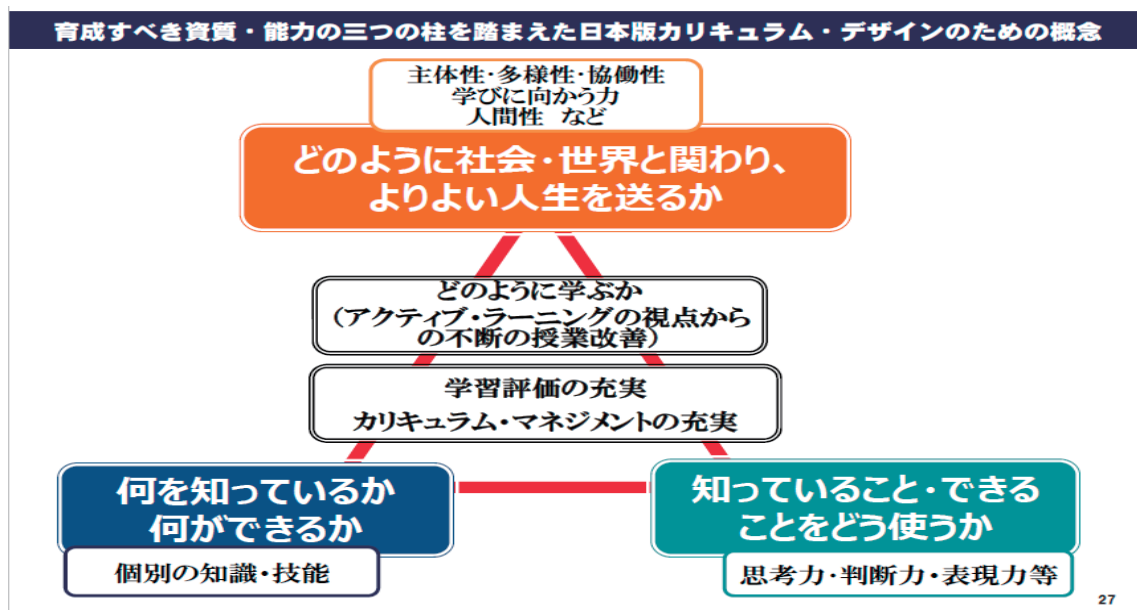 育成すべき資質・能力の三つの柱を踏まえた日本版カリキュラム・デザインのための概念
主体性・多様性・協働性
学びに向かう力
人間性 など
どのように社会・世界と関わり、
よりよい人生を送るか
どのように学ぶか
（アクティブ・ラーニングの視点から
の不断の授業改善）
学習評価の充実
カリキュラム・マネジメントの充実
何を知っているか
何ができるか
個別の知識・技能
知っていること・できる
ことをどう使うか
思考力・判断力・表現力等
27